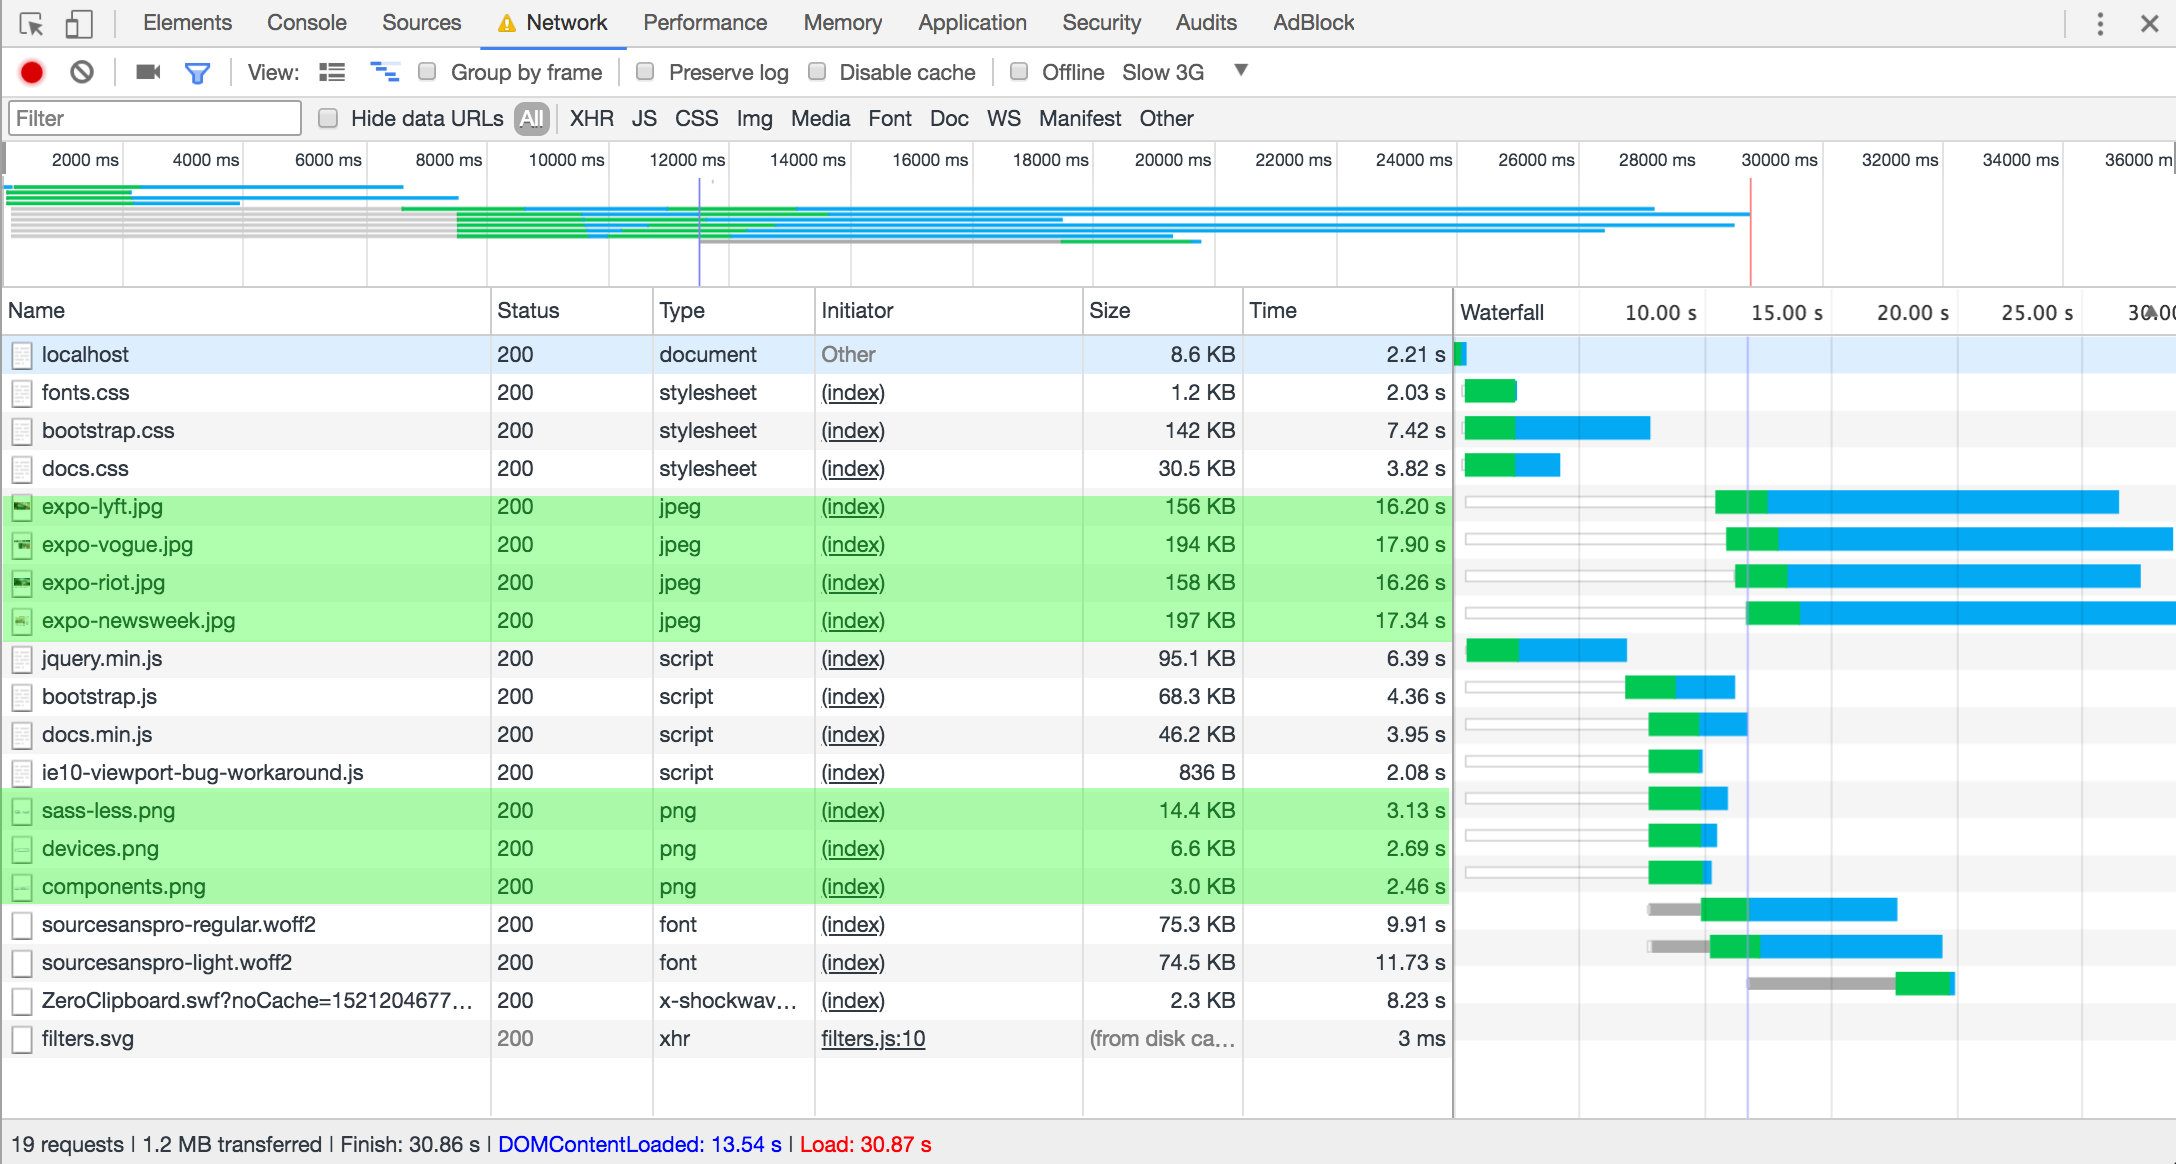 Elements Console Sources Network Performance Memory Application Security Audits AdBlock
View: Group by frame Preserve log Disable cache Offline Slow 3G
Filter Hide data URLs All XHR JS CSS Img Media Font Doc WS Manifest Other
2000 ms 4000 ms 6000 ms 8000 ms 10000 ms 12000 ms 14000 ms 16000 ms 18000 ms 20000 ms 22000 ms 24000 ms 26000 ms 28000 ms 30000 ms 32000 ms 34000 ms 36000 m
Name Status Type Initiator Size Time Waterfall 10.00 s 15.00 s 20.00 s 25.00 s 30.00
localhost 200 document Other 8.6 KB 2.21 s
fonts.css 200 stylesheet (index) 1.2 KB 2.03 s
bootstrap.css 200 stylesheet (index) 142 KB 7.42 s
docs.css 200 stylesheet (index) 30.5 KB 3.82 s
expo-lyft.jpg 200 jpeg (index) 156 KB 16.20 s
expo-vogue.jpg 200 jpeg (index) 194 KB 17.90 s
expo-riot.jpg 200 jpeg (index) 158 KB 16.26 s
expo-newsweek.jpg 200 jpeg (index) 197 KB 17.34 s
jquery.min.js 200 script (index) 95.1 KB 6.39 s
bootstrap.js 200 script (index) 68.3 KB 4.36 s
docs.min.js 200 script (index) 46.2 KB 3.95 s
ie10-viewport-bug-workaround.js 200 script (index) 836 B 2.08 s
sass-less.png 200 png (index) 14.4 KB 3.13 s
devices.png 200 png (index) 6.6 KB 2.69 s
components.png 200 png (index) 3.0 KB 2.46 s
sourcesanspro-regular.woff2 200 font (index) 75.3 KB 9.91 s
sourcesanspro-light.woff2 200 font (index) 74.5 KB 11.73 s
ZeroClipboard.swf?noCache=1521204677… 200 x-shockwav… (index) 2.3 KB 8.23 s
filters.svg 200 xhr filters.js:10 (from disk ca… 3 ms
19 requests | 1.2 MB transferred | Finish: 30.86 s | DOMContentLoaded: 13.54 s | Load: 30.87 s